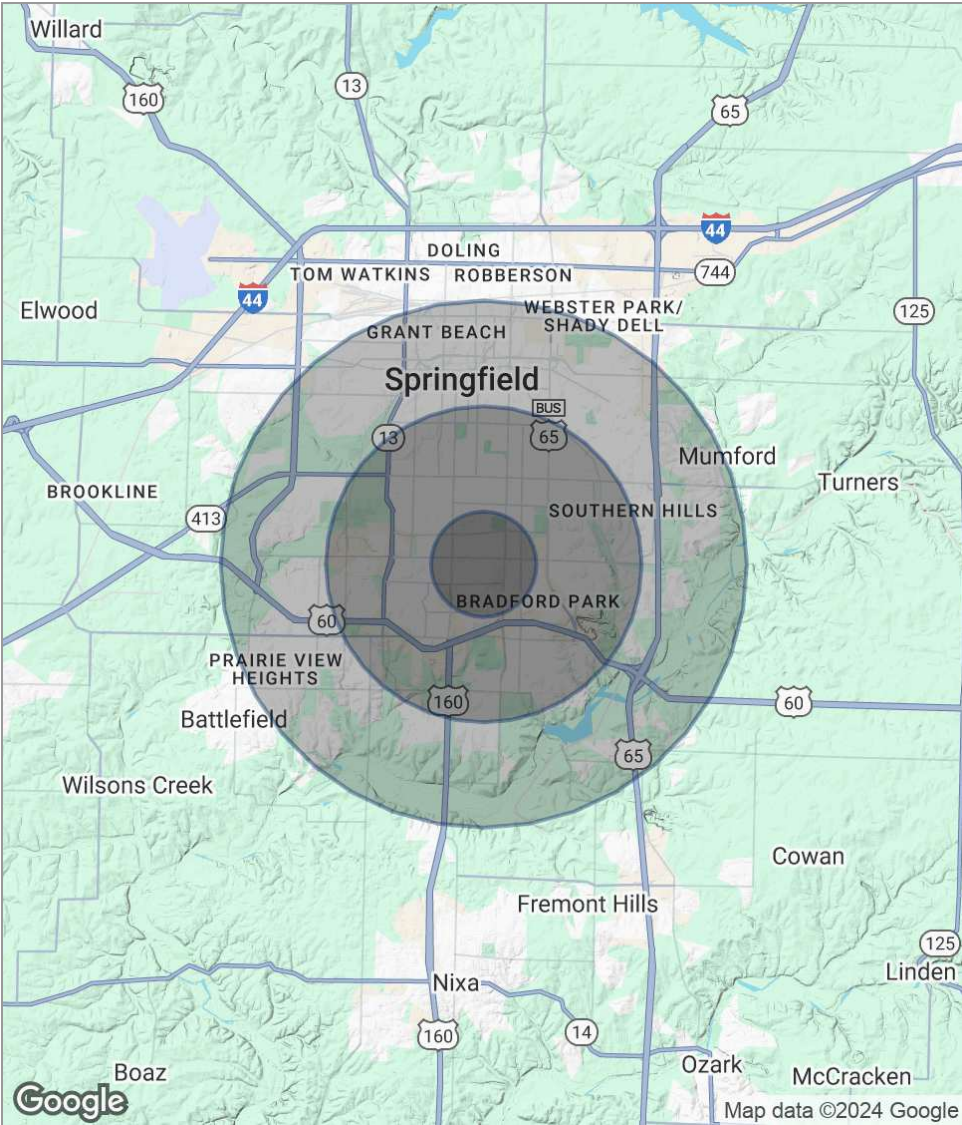 Willard
160
13
65
44
DOLING
TOM WATKINS
ROBBERSON
744
44
Elwood
WEBSTER PARK/
SHADY DELL
125
GRANT BEACH
Springfield
BUS
13
65
Mumford
Turners
BROOKLINE
413
SOUTHERN HILLS
BRADFORD PARK
60
PRAIRIE VIEW
HEIGHTS
160
60
Battlefield
65
Wilsons Creek
Cowan
Fremont Hills
125
Linden
Nixa
160
14
Ozark
Boaz
McCracken
Google
Map data ©2024 Google